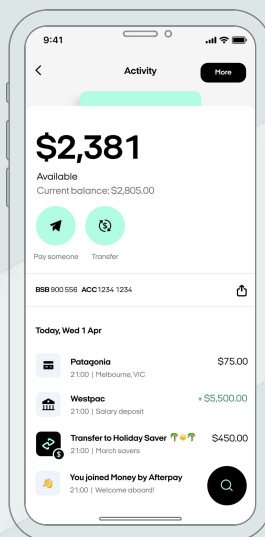 9:41
Activity
More
$2,381
Available
Current balance: $2,805.00
Pay someone Transfer
BSB 900 556 ACC 1234 1234
Today, Wed 1 Apr
Patagonia $75.00
21:00 | Melbourne, VIC
Westpac +$5,500.00
21:00 | Salary deposit
Transfer to Holiday Saver 🌴☀️🌴 $450.00
21:00 | March savers
You joined Money by Afterpay
21:00 | Welcome aboard!